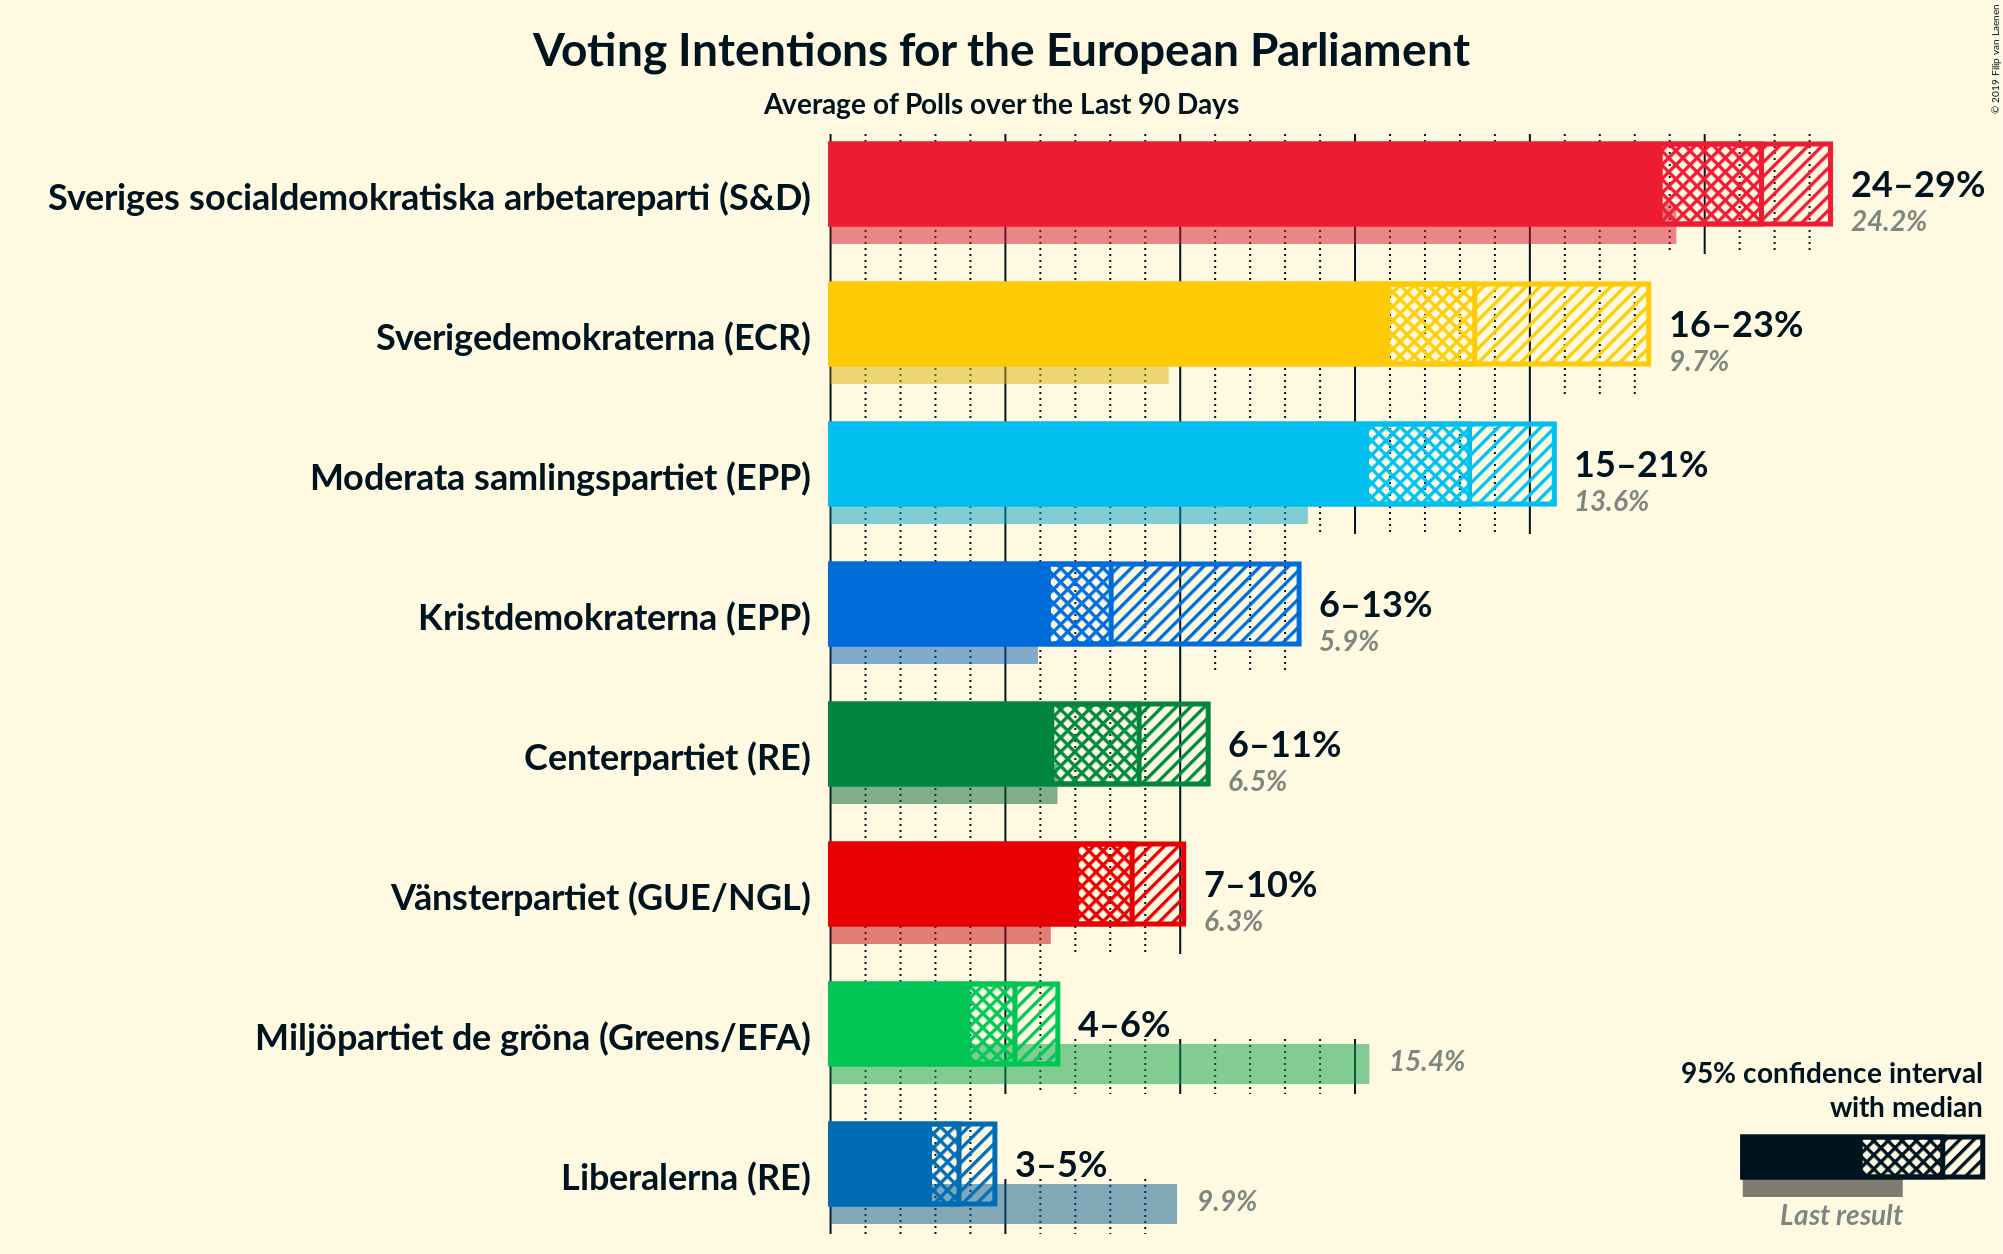 Voting Intentions for the European Parliament
Average of Polls over the Last 90 Days
© 2019 Filip van Laenen
Sveriges socialdemokratiska arbetareparti (S&D)
24–29%
24.2%
Sverigedemokraterna (ECR)
16–23%
9.7%
Moderata samlingspartiet (EPP)
15–21%
13.6%
Kristdemokraterna (EPP)
6–13%
5.9%
Centerpartiet (RE)
6–11%
6.5%
Vänsterpartiet (GUE/NGL)
7–10%
6.3%
Miljöpartiet de gröna (Greens/EFA)
4–6%
15.4%
Liberalerna (RE)
3–5%
9.9%
95% confidence interval
with median
Last result